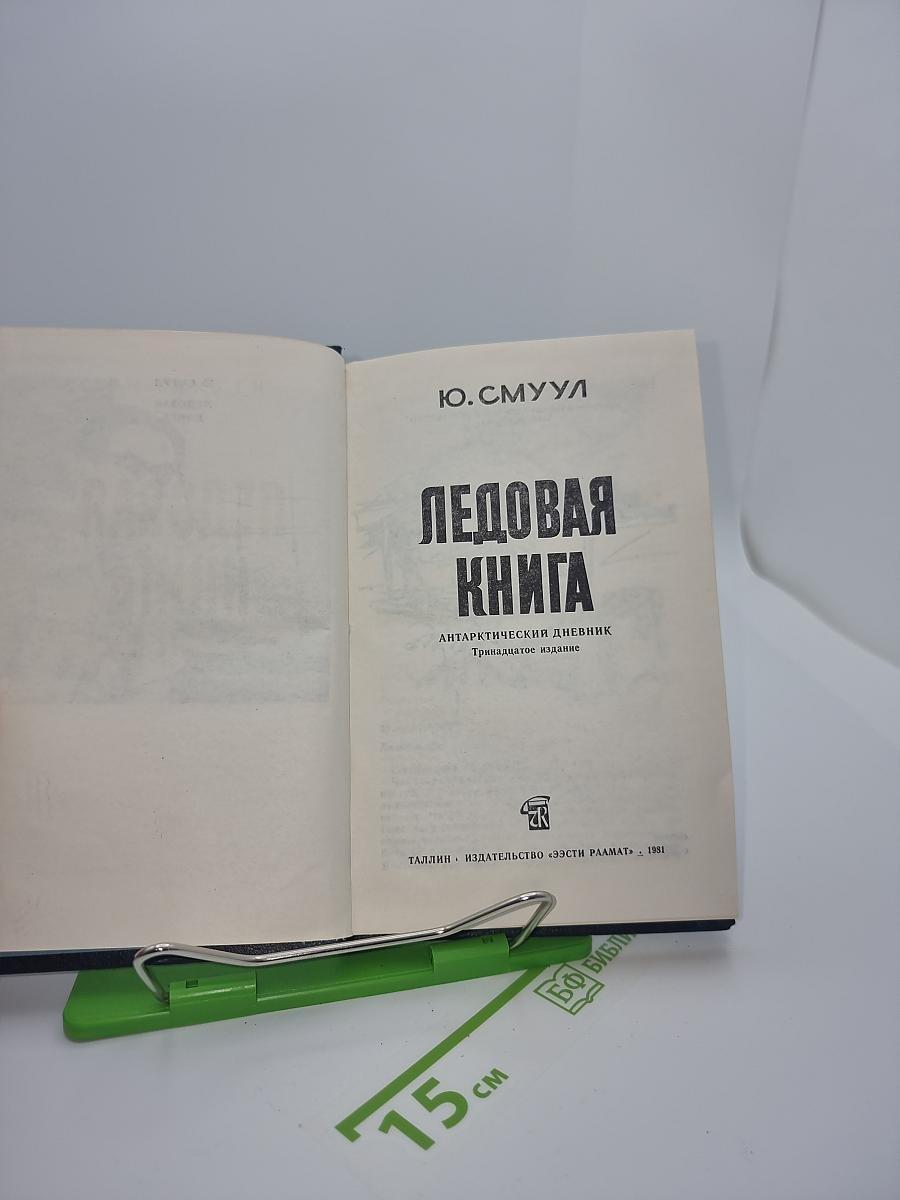 Ю. СМУУЛ
ЛЕДОВАЯ
КНИГА
АНТАРКТИЧЕСКИЙ ДНЕВНИК
Тринадцатое издание
ТАЛЛИН · ИЗДАТЕЛЬСТВО «ЭЭСТИ РААМАТ» · 1981
БФ
15 см